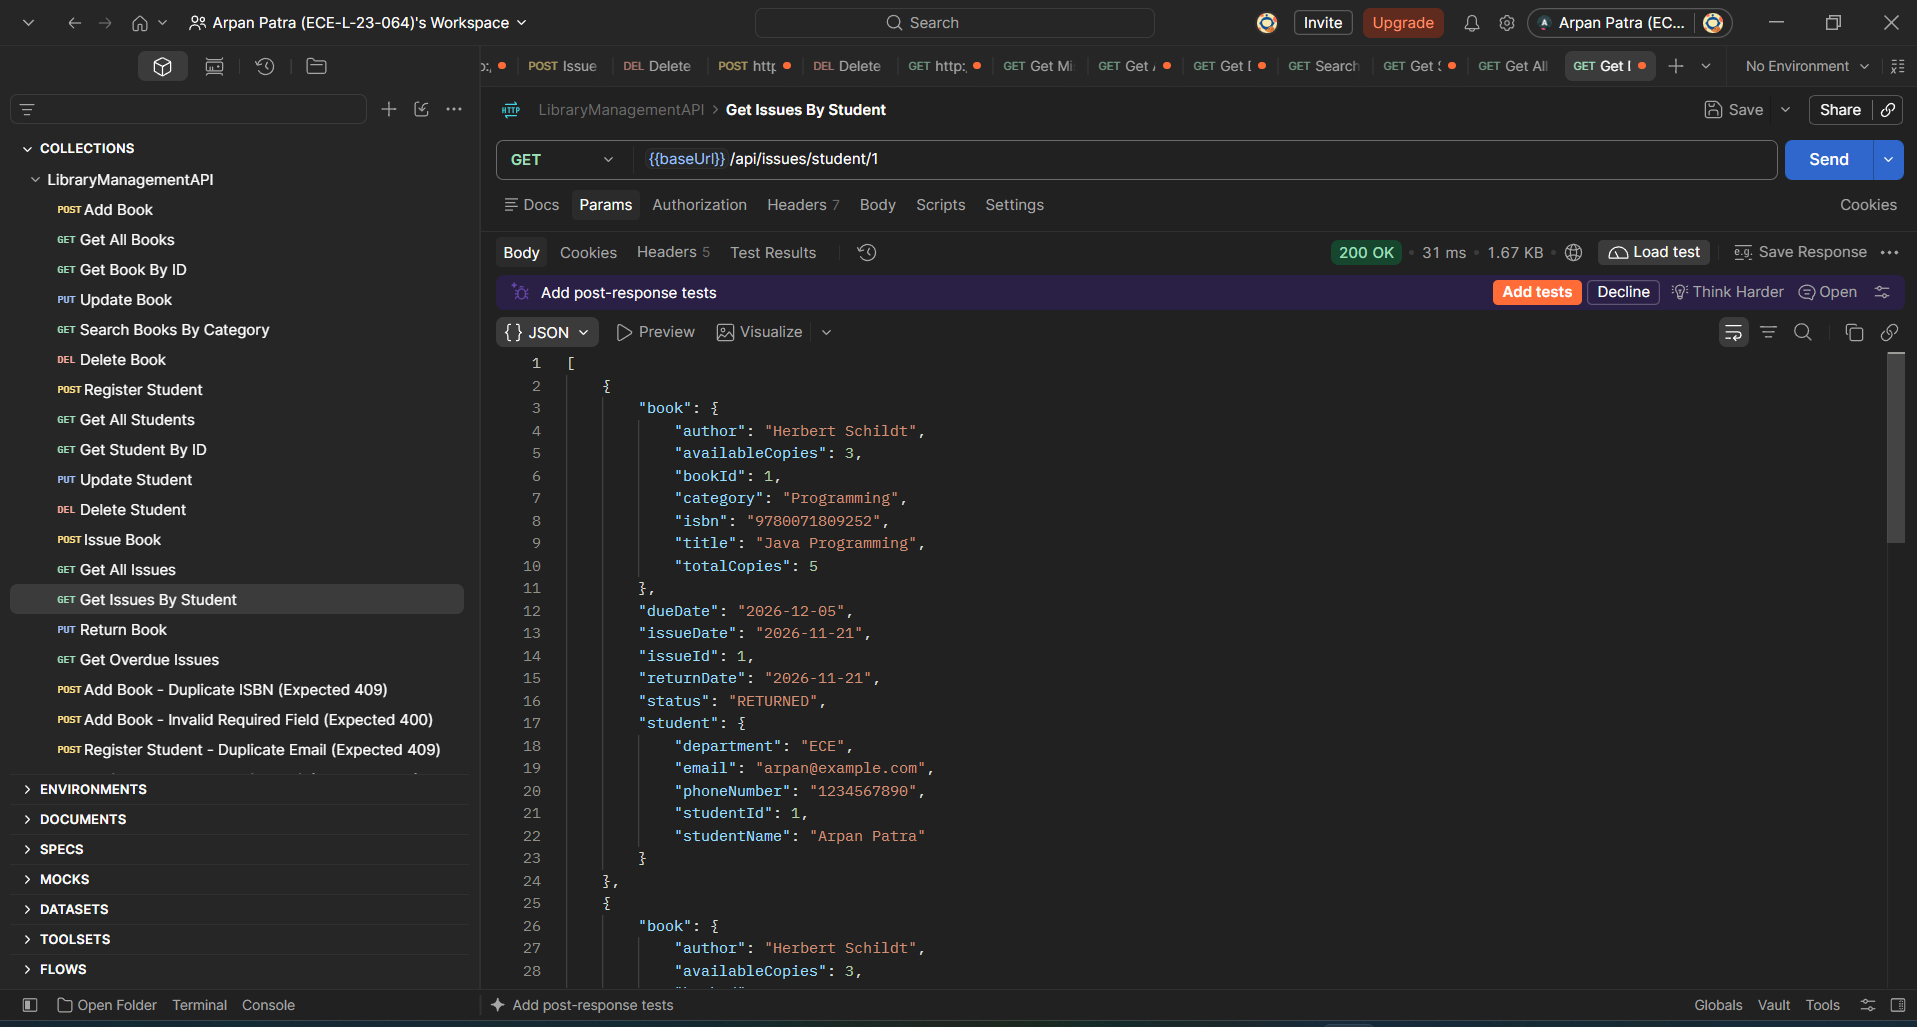 Arpan Patra (ECE-L-23-064)'s Workspace
Search
Invite
Upgrade
Arpan Patra (EC...
POST Issue
DEL Delete
POST http
DEL Delete
GET http:
GET Get Mi
GET Get
GET Get
GET Search
GET Get
GET Get All
GET Get
No Environment
LibraryManagementAPI > Get Issues By Student
Save
Share
GET
{{baseUrl}} /api/issues/student/1
Send
Docs
Params
Authorization
Headers 7
Body
Scripts
Settings
Cookies
Body
Cookies
Headers 5
Test Results
200 OK • 31 ms • 1.67 KB
Load test
e.g. Save Response
Add post-response tests
Add tests
Decline
Think Harder
Open
{} JSON
Preview
Visualize
COLLECTIONS
LibraryManagementAPI
POST Add Book
GET Get All Books
GET Get Book By ID
PUT Update Book
GET Search Books By Category
DEL Delete Book
POST Register Student
GET Get All Students
GET Get Student By ID
PUT Update Student
DEL Delete Student
POST Issue Book
GET Get All Issues
GET Get Issues By Student
PUT Return Book
GET Get Overdue Issues
POST Add Book - Duplicate ISBN (Expected 409)
POST Add Book - Invalid Required Field (Expected 400)
POST Register Student - Duplicate Email (Expected 409)
ENVIRONMENTS
DOCUMENTS
SPECS
MOCKS
DATASETS
TOOLSETS
FLOWS
1 [
2 {
3 "book": {
4 "author": "Herbert Schildt",
5 "availableCopies": 3,
6 "bookId": 1,
7 "category": "Programming",
8 "isbn": "9780071809252",
9 "title": "Java Programming",
10 "totalCopies": 5
11 },
12 "dueDate": "2026-12-05",
13 "issueDate": "2026-11-21",
14 "issueId": 1,
15 "returnDate": "2026-11-21",
16 "status": "RETURNED",
17 "student": {
18 "department": "ECE",
19 "email": "arpan@example.com",
20 "phoneNumber": "1234567890",
21 "studentId": 1,
22 "studentName": "Arpan Patra"
23 }
24 },
25 {
26 "book": {
27 "author": "Herbert Schildt",
28 "availableCopies": 3,
Open Folder
Terminal
Console
Add post-response tests
Globals
Vault
Tools